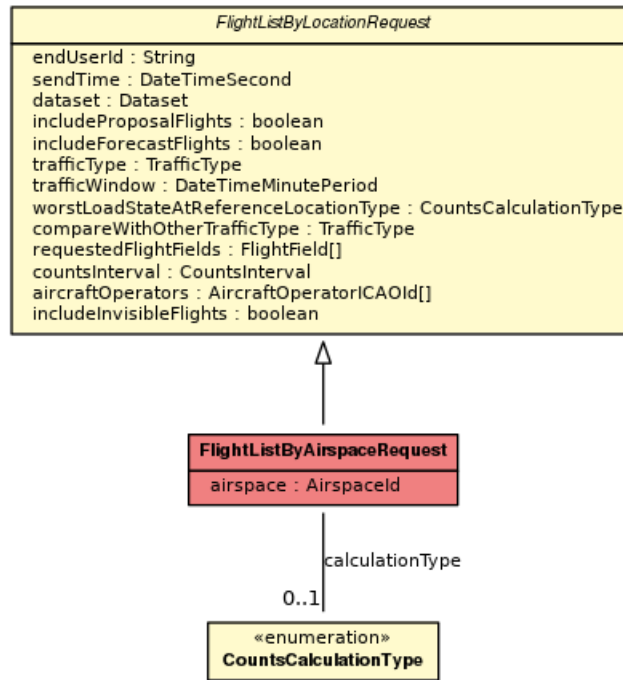 FlightListByLocationRequest
endUserId : String
sendTime : DateTimeSecond
dataset : Dataset
includeProposalFlights : boolean
includeForecastFlights : boolean
trafficType : TrafficType
trafficWindow : DateTimeMinutePeriod
worstLoadStateAtReferenceLocationType : CountsCalculationType
compareWithOtherTrafficType : TrafficType
requestedFlightFields : FlightField[]
countsInterval : CountsInterval
aircraftOperators : AircraftOperatorICAOId[]
includeInvisibleFlights : boolean
FlightListByAirspaceRequest
airspace : AirspaceId
calculationType
0..1
«enumeration»
CountsCalculationType